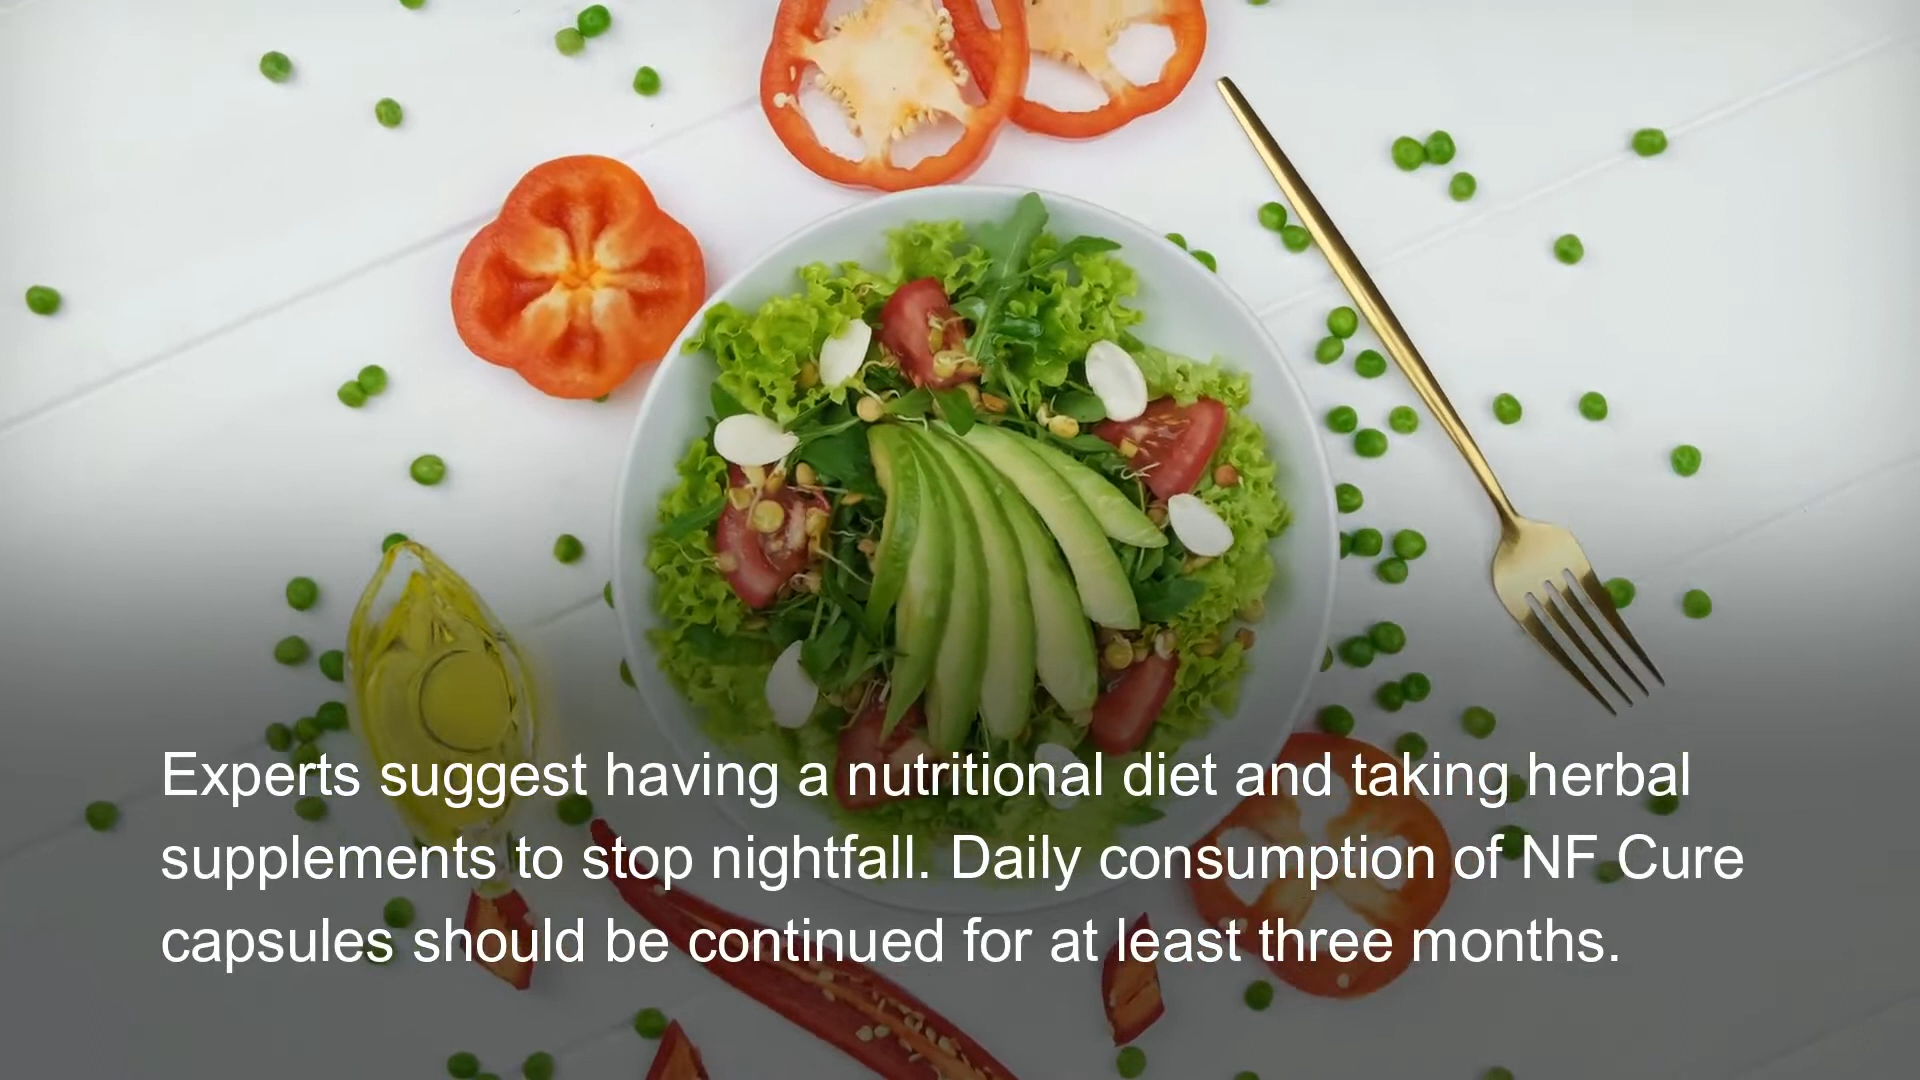 Experts suggest having a nutritional diet and taking herbal
supplements to stop nightfall. Daily consumption of NF Cure
capsules should be continued for at least three months.